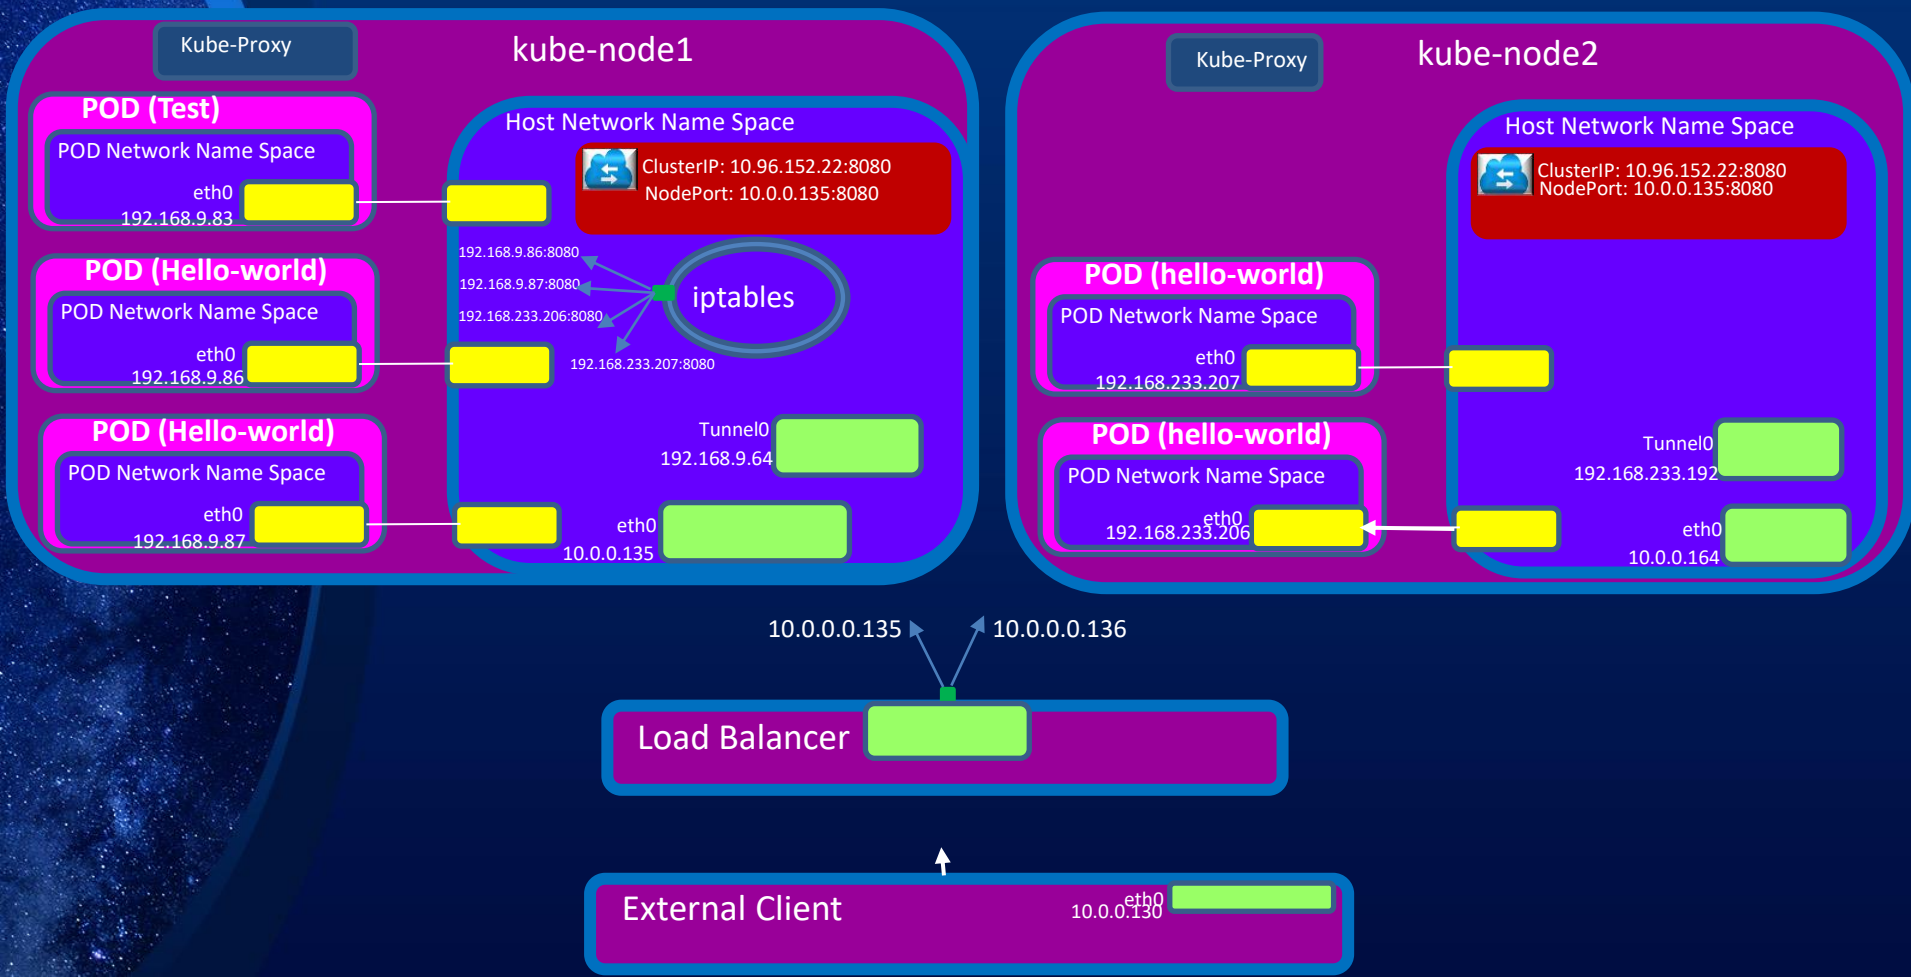 Kube-Proxy
kube-node1
POD (Test)
POD Network Name Space
eth0
192.168.9.83
POD (Hello-world)
POD Network Name Space
eth0
192.168.9.86
POD (Hello-world)
POD Network Name Space
eth0
192.168.9.87
Host Network Name Space
ClusterIP: 10.96.152.22:8080
NodePort: 10.0.0.135:8080
192.168.9.86:8080
192.168.9.87:8080
192.168.233.206:8080
192.168.233.207:8080
iptables
Tunnel0
192.168.9.64
eth0
10.0.0.135
Kube-Proxy
kube-node2
POD (hello-world)
POD Network Name Space
eth0
192.168.233.207
POD (hello-world)
POD Network Name Space
eth0
192.168.233.206
Host Network Name Space
ClusterIP: 10.96.152.22:8080
NodePort: 10.0.0.135:8080
Tunnel0
192.168.233.192
eth0
10.0.0.164
10.0.0.0.135
10.0.0.0.136
Load Balancer
External Client
eth0
10.0.0.130